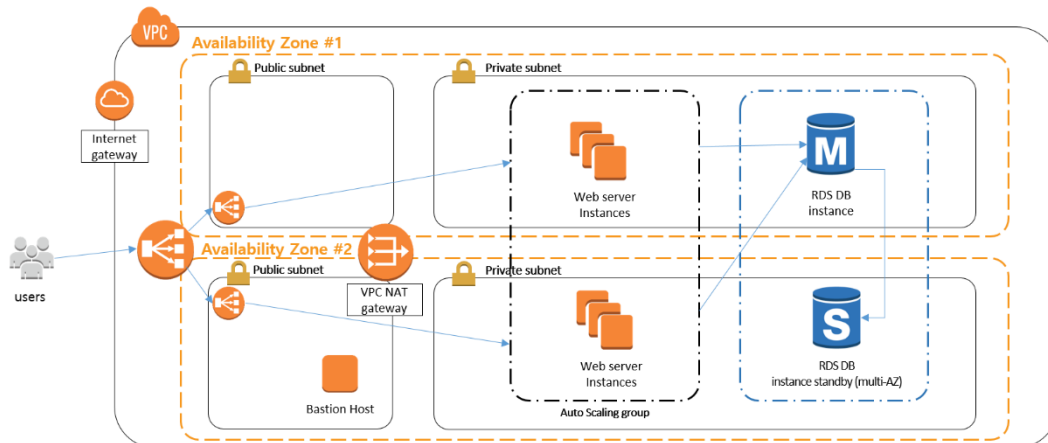 VPC
Availability Zone #1
Public subnet
Private subnet
Internet
gateway
M
Web server
Instances
RDS DB
instance
Availability Zone #2
Public subnet
Private subnet
users
VPC NAT
gateway
S
Web server
Instances
RDS DB
instance standby (multi-AZ)
Bastion Host
Auto Scaling group